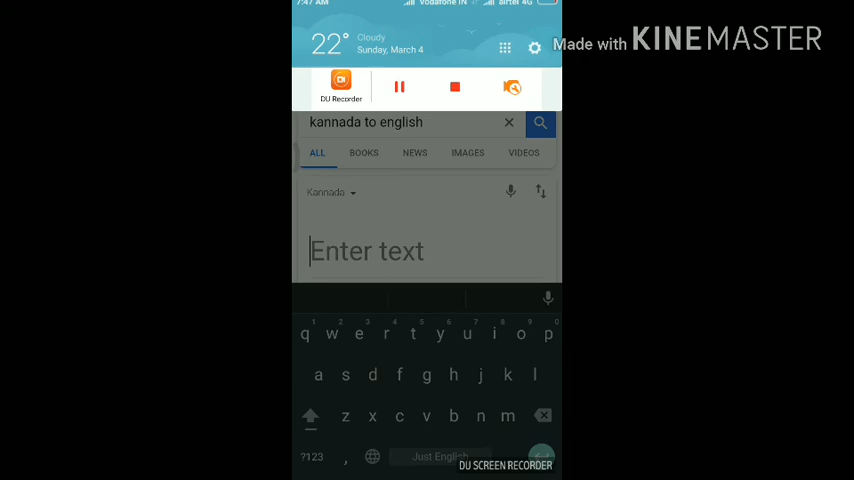 7:47 AM Vodafone IN airtel 4G
22° Cloudy
Sunday, March 4
Made with KINEMASTER
DU Recorder
kannada to english
ALL BOOKS NEWS IMAGES VIDEOS
Kannada
Enter text
1 2 3 4 5 6 7 8 9 0
q w e r t y u i o p
a s d f g h j k l
z x c v b n m
?123 , Just English
DU SCREEN RECORDER